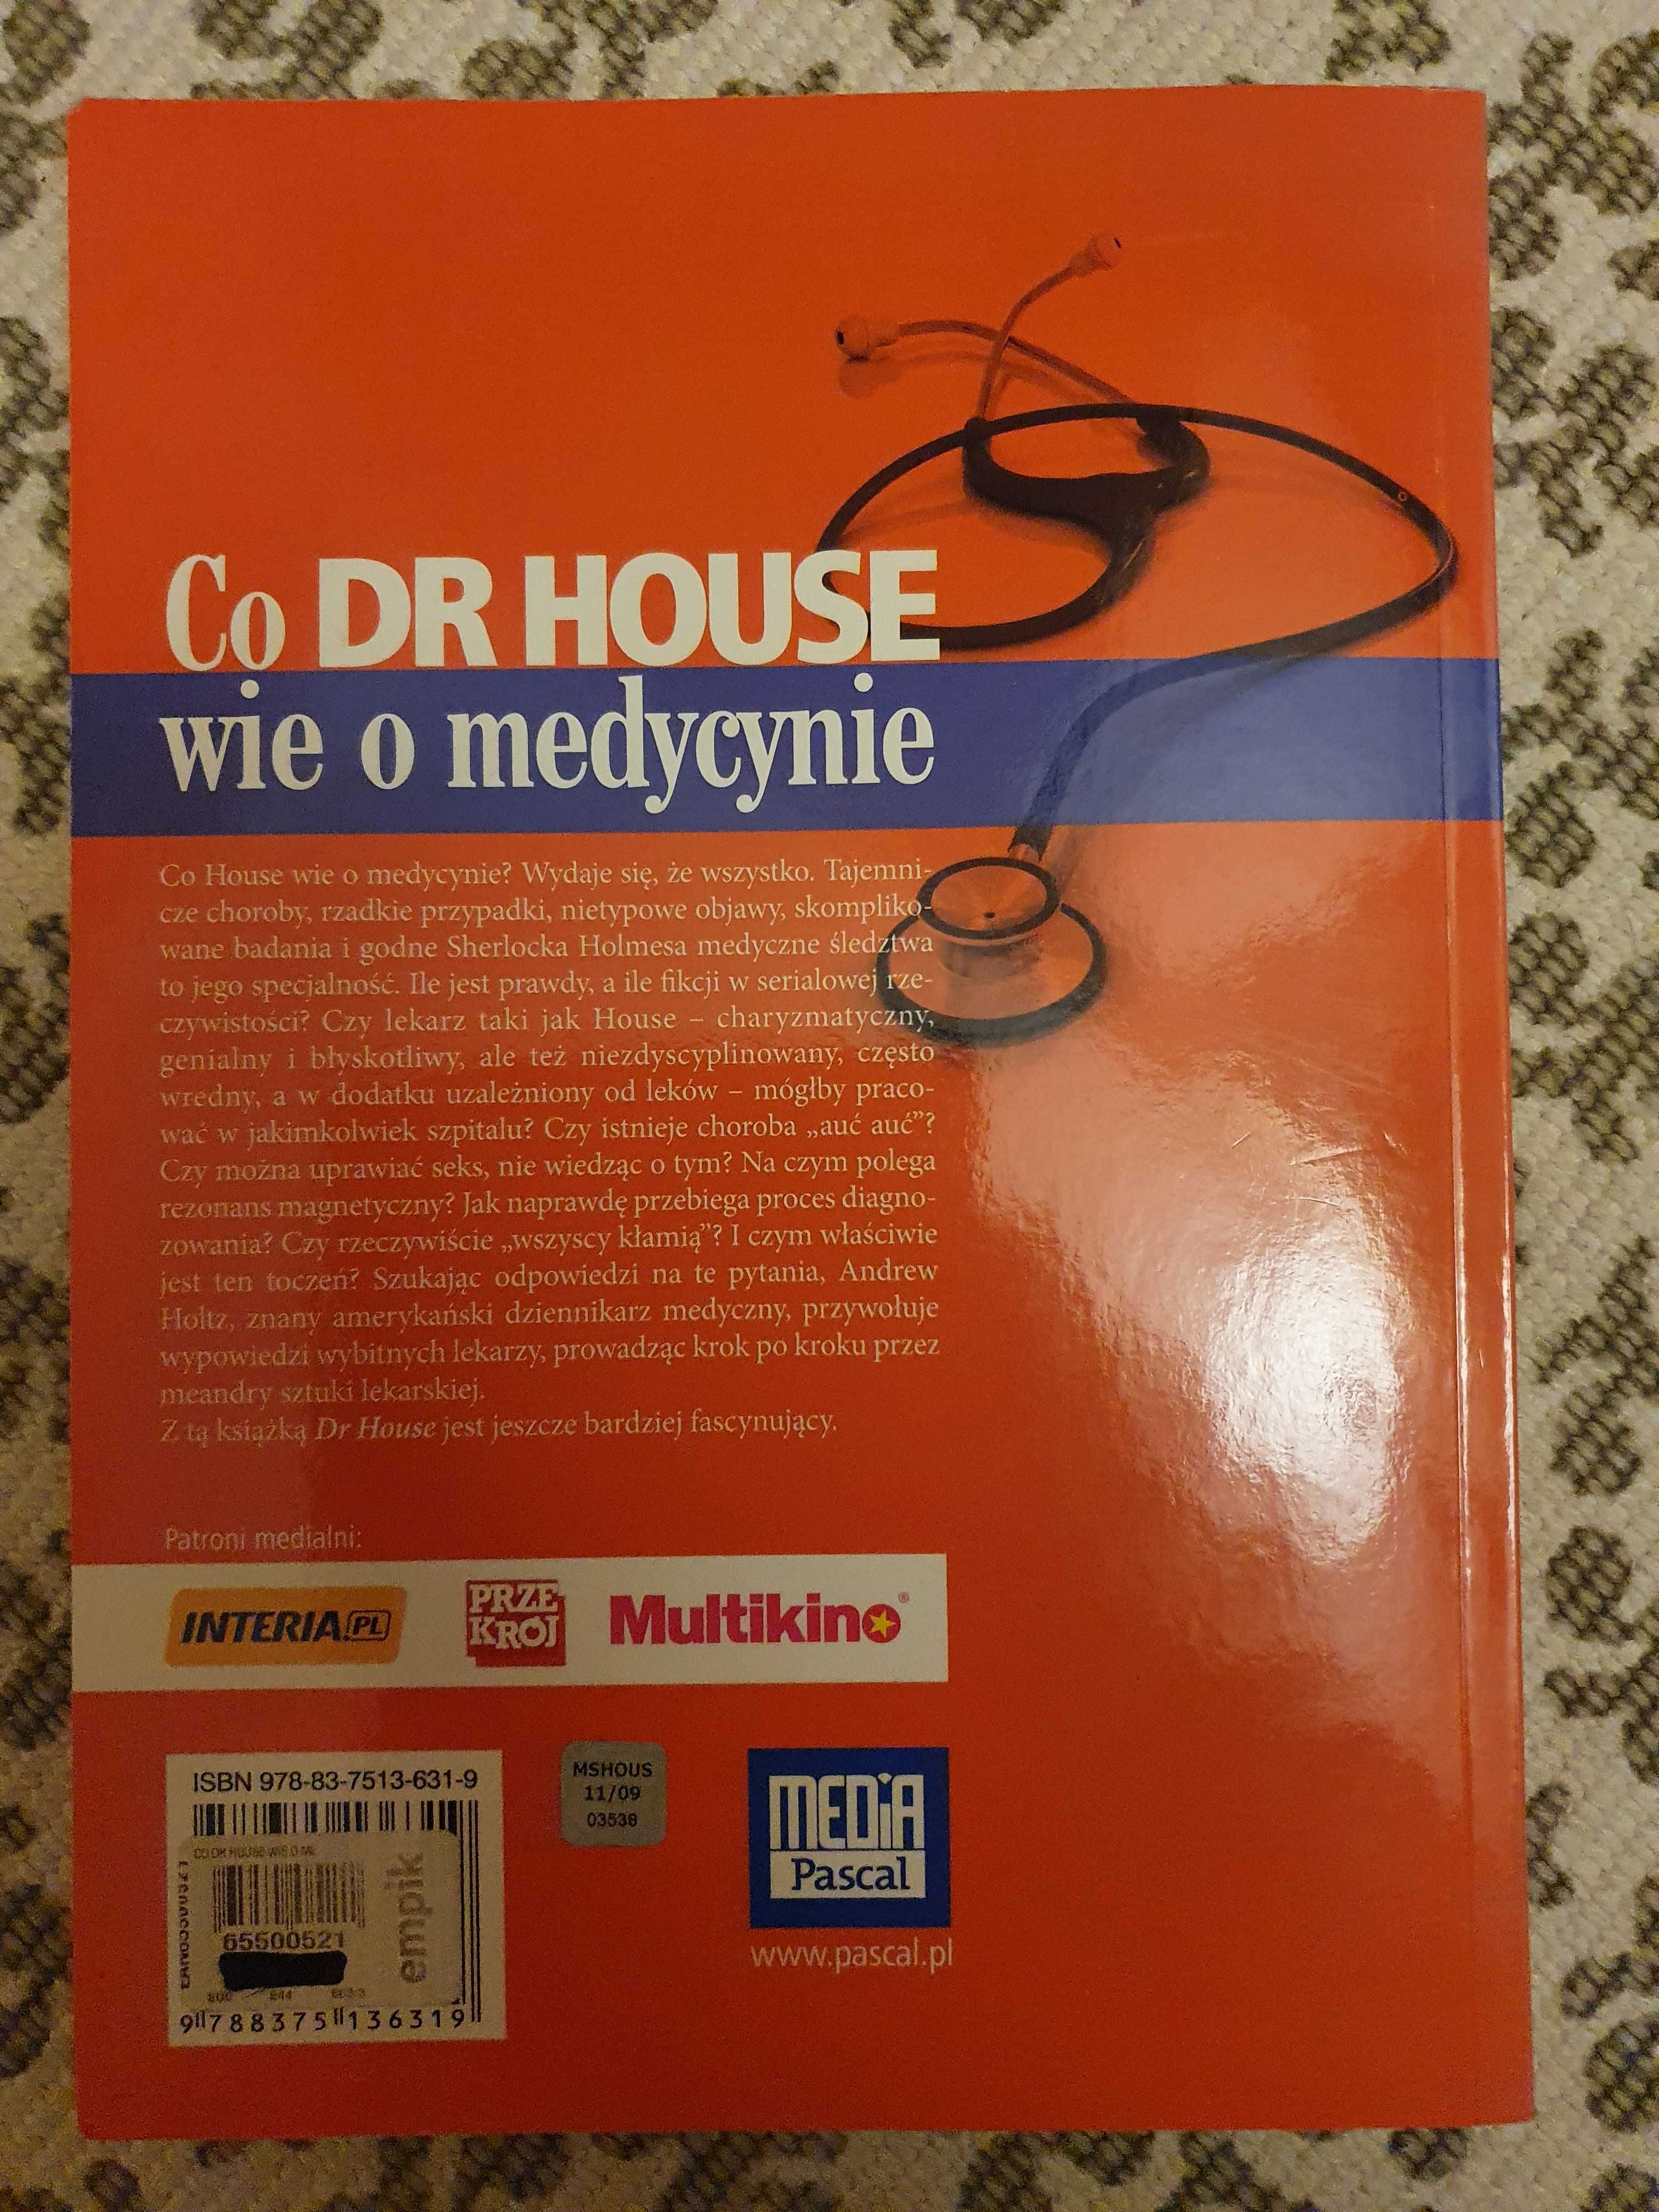 Co DR HOUSE
wie o medycynie
Co House wie o medycynie? Wydaje się, że wszystko. Tajemni-
cze choroby, rzadkie przypadki, nietypowe objawy, skompliko-
wane badania i godne Sherlocka Holmesa medyczne śledztwa
to jego specjalność. Ile jest prawdy, a ile fikcji w serialowej rze-
czywistości? Czy lekarz taki jak House – charyzmatyczny,
genialny i błyskotliwy, ale też niezdyscyplinowany, często
wredny, a w dodatku uzależniony od leków – mógłby praco-
wać w jakimkolwiek szpitalu? Czy istnieje choroba „auć auć”?
Czy można uprawiać seks, nie wiedząc o tym? Na czym polega
rezonans magnetyczny? Jak naprawdę przebiega proces diagno-
zowania? Czy rzeczywiście „wszyscy kłamią”? I czym właściwie
jest ten toczeń? Szukając odpowiedzi na te pytania, Andrew
Holtz, znany amerykański dziennikarz medyczny, przywołuje
wypowiedzi wybitnych lekarzy, prowadząc krok po kroku przez
meandry sztuki lekarskiej.
Z tą książką Dr House jest jeszcze bardziej fascynujący.
Patroni medialni:
INTERIA.PL
PRZE
KRÓJ
Multikino®
ISBN 978-83-7513-631-9
CO DR HOUSE WIE O ME
empik
65500521
9 788375 136319
MSHOUS
11/09
03538
MEDIA
Pascal
www.pascal.pl